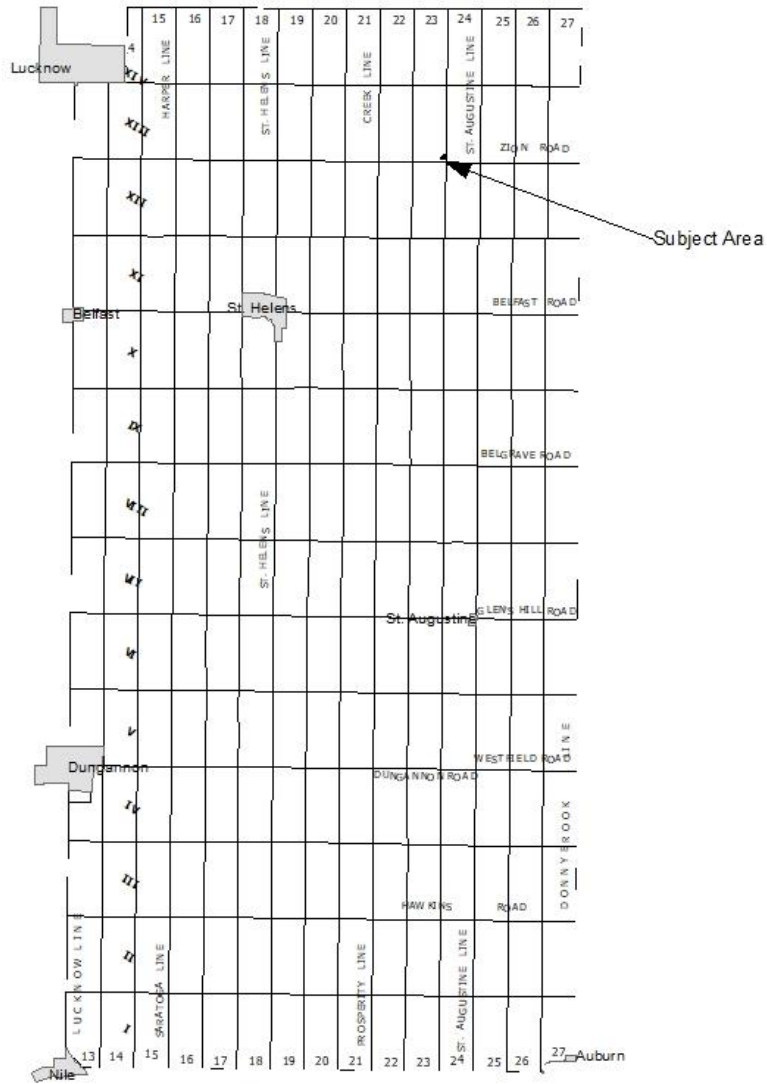 15 16 17 18 19 20 21 22 23 24 25 26 27
4
Lucknow
XIV
HARPER LINE
ST. HELENS LINE
CREEK LINE
ST. AUGUSTINE LINE
XIII
ZION ROAD
XII
Subject Area
XI
BELFAST ROAD
St. Helens
Belfast
X
IX
BELGRAVE ROAD
VIII
ST. HELENS LINE
VII
GLENS HILL ROAD
St. Augustine
VI
V
WESTFIELD ROAD
Dungannon
DUNGANNON ROAD
DONNYBROOK LINE
IV
III
HAWKINS ROAD
II
LUCKNOW LINE
SARATOGA LINE
PROSPERITY LINE
ST. AUGUSTINE LINE
I
13 14 15 16 17 18 19 20 21 22 23 24 25 26 27
Auburn
Nile